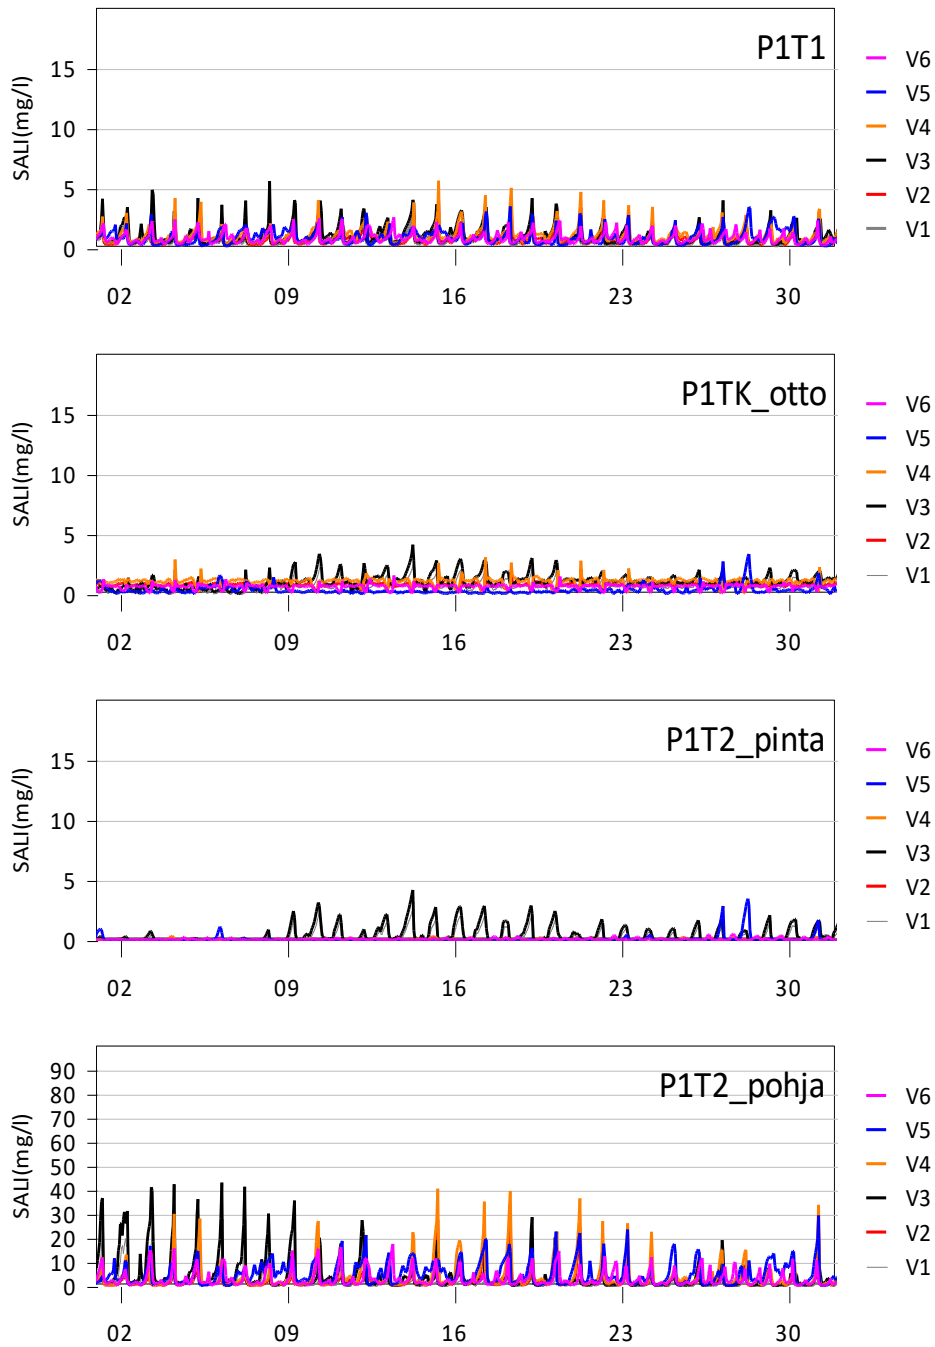 P1T1
SALI(mg/l)
15
10
5
0
02 09 16 23 30
V6
V5
V4
V3
V2
V1
P1TK_otto
SALI(mg/l)
15
10
5
0
02 09 16 23 30
V6
V5
V4
V3
V2
V1
P1T2_pinta
SALI(mg/l)
15
10
5
0
02 09 16 23 30
V6
V5
V4
V3
V2
V1
P1T2_pohja
SALI(mg/l)
90
80
70
60
50
40
30
20
10
0
02 09 16 23 30
V6
V5
V4
V3
V2
V1